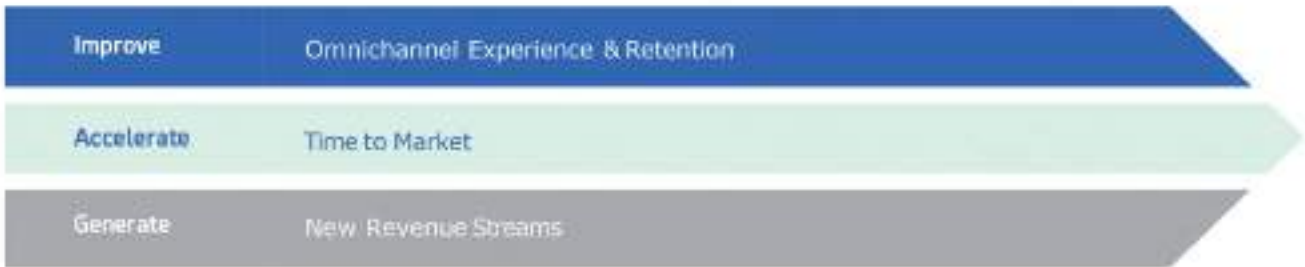 Improve Omnichannel Experience & Retention
Accelerate Time to Market
Generate New Revenue Streams